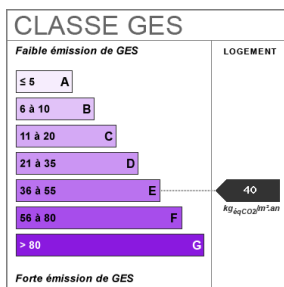 CLASSE GES
Faible émission de GES
LOGEMENT
≤ 5 A
6 à 10 B
11 à 20 C
21 à 35 D
36 à 55 E
40
kgéqCO2/m².an
56 à 80 F
> 80 G
Forte émission de GES